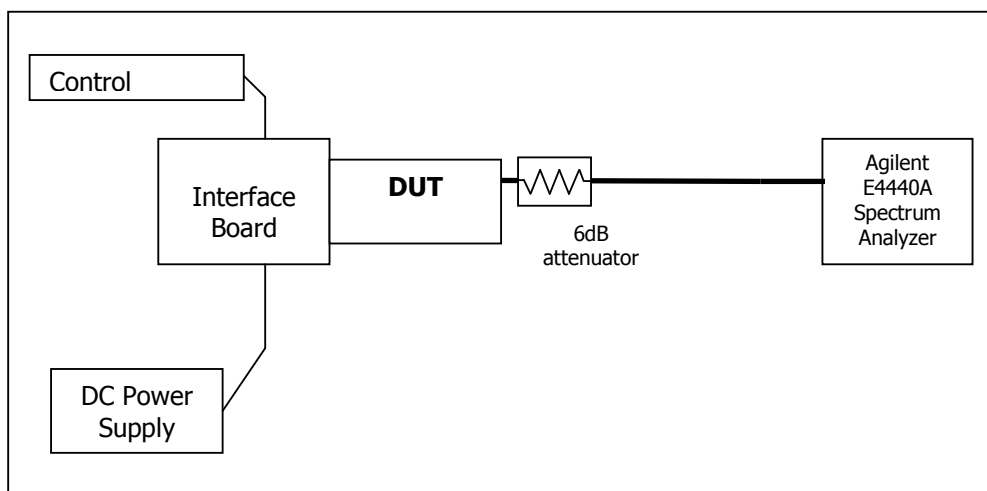 Control
Interface
Board
DUT
6dB
attenuator
Agilent
E4440A
Spectrum
Analyzer
DC Power
Supply